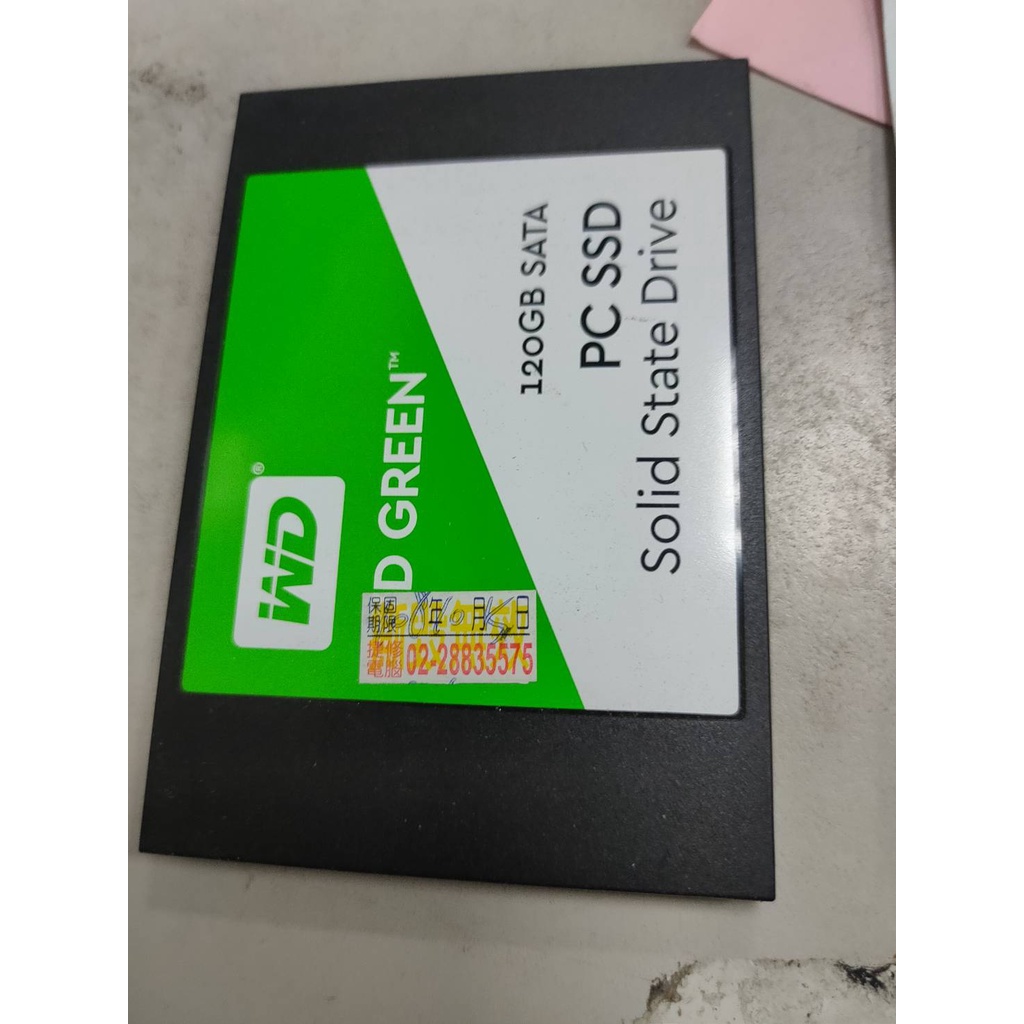 WD®
D GREEN™
120GB SATA
PC SSD
Solid State Drive
保固期限 年 月 日
修電腦 02-28835575